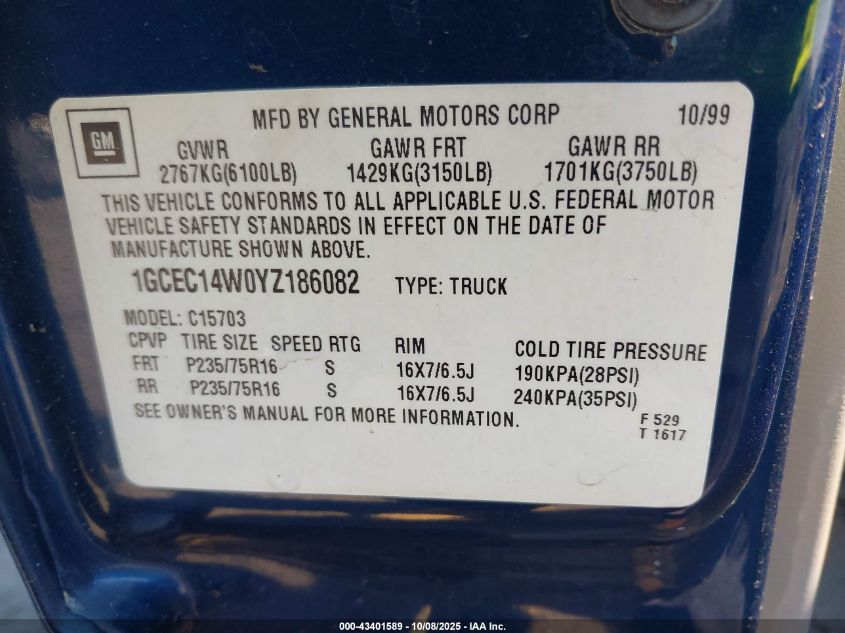 MFD BY GENERAL MOTORS CORP 10/99
GM
GVWR GAWR FRT GAWR RR
2767KG(6100LB) 1429KG(3150LB) 1701KG(3750LB)
THIS VEHICLE CONFORMS TO ALL APPLICABLE U.S. FEDERAL MOTOR
VEHICLE SAFETY STANDARDS IN EFFECT ON THE DATE OF
MANUFACTURE SHOWN ABOVE.
1GCEC14W0YZ186082 TYPE: TRUCK
MODEL: C15703
CPVP TIRE SIZE SPEED RTG RIM COLD TIRE PRESSURE
FRT P235/75R16 S 16X7/6.5J 190KPA(28PSI)
RR P235/75R16 S 16X7/6.5J 240KPA(35PSI)
SEE OWNER'S MANUAL FOR MORE INFORMATION.
F 529
T 1617
000-43401589 - 10/08/2025 - IAA Inc.